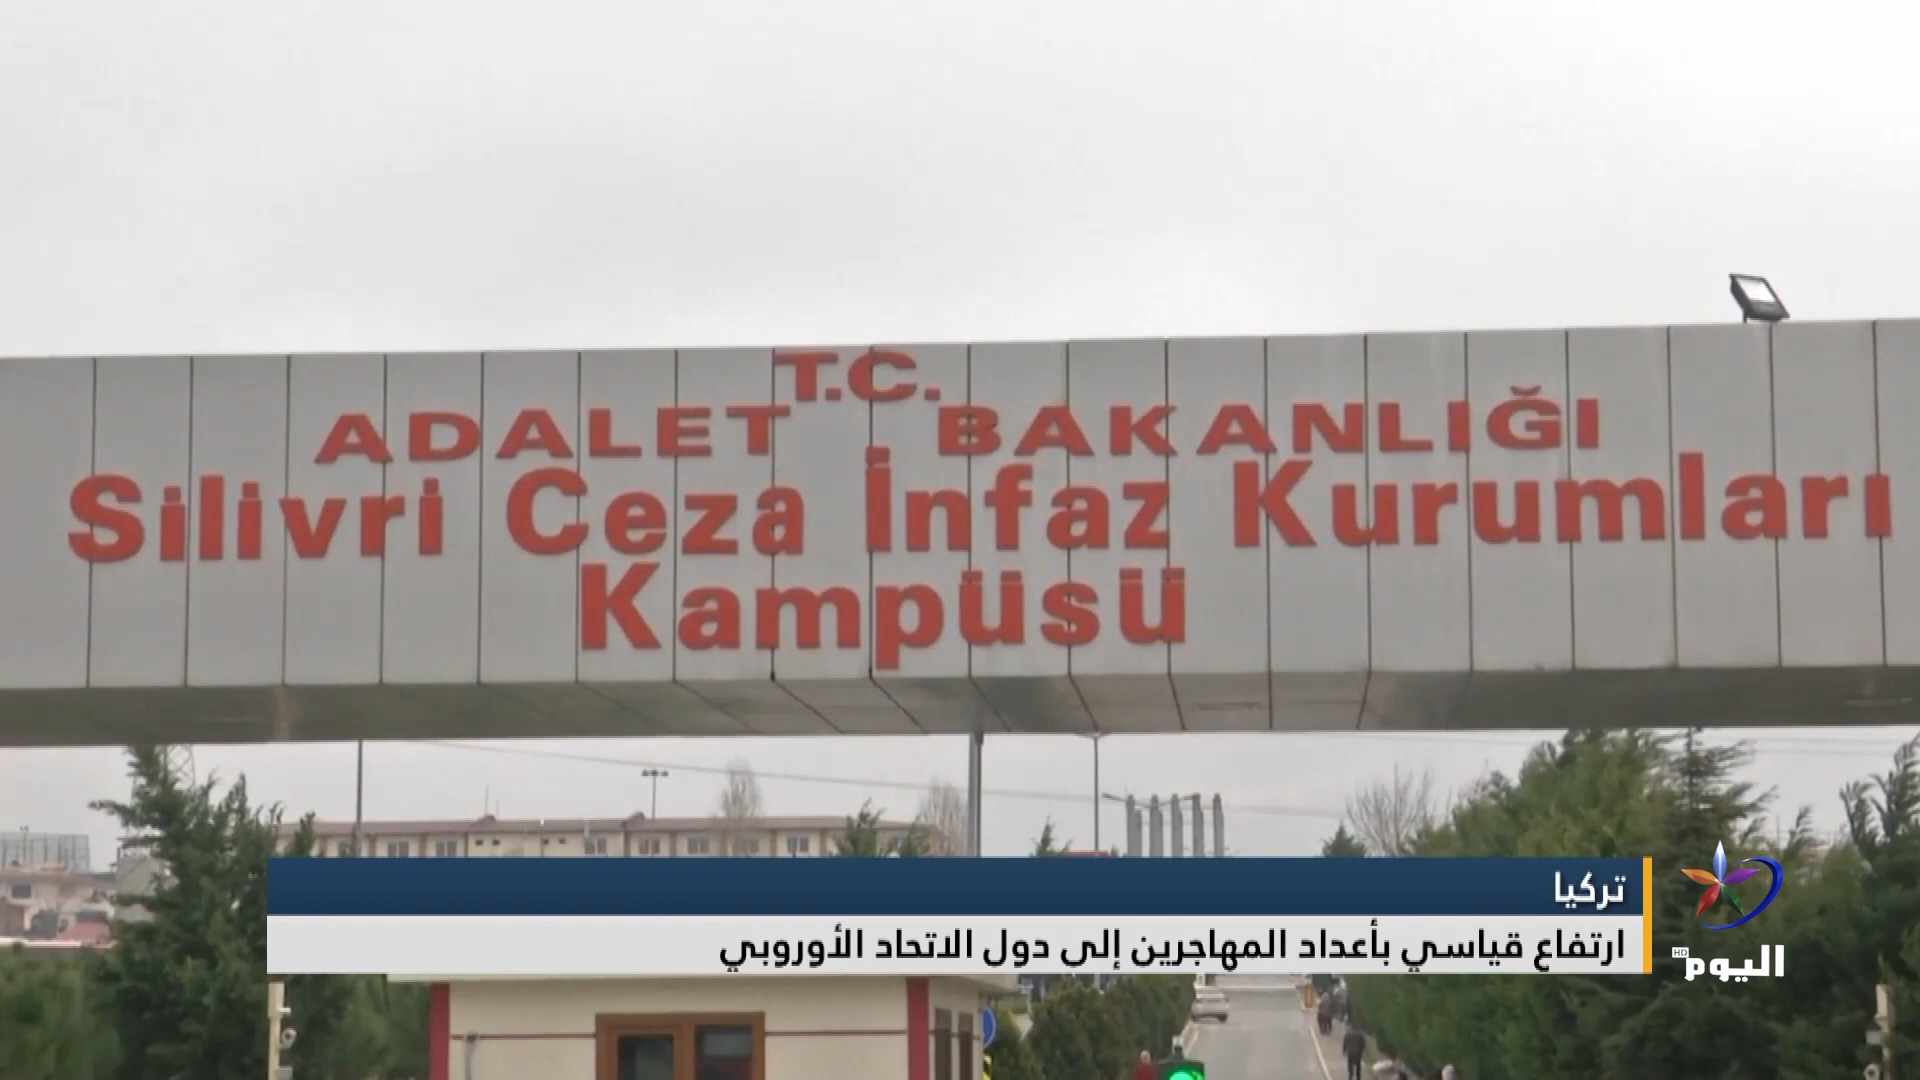 T.C.
ADALET BAKANLIĞI
Silivri Ceza İnfaz Kurumları
Kampüsü
تركيا
ارتفاع قياسي بأعداد المهاجرين إلى دول الاتحاد الأوروبي
اليوم HD